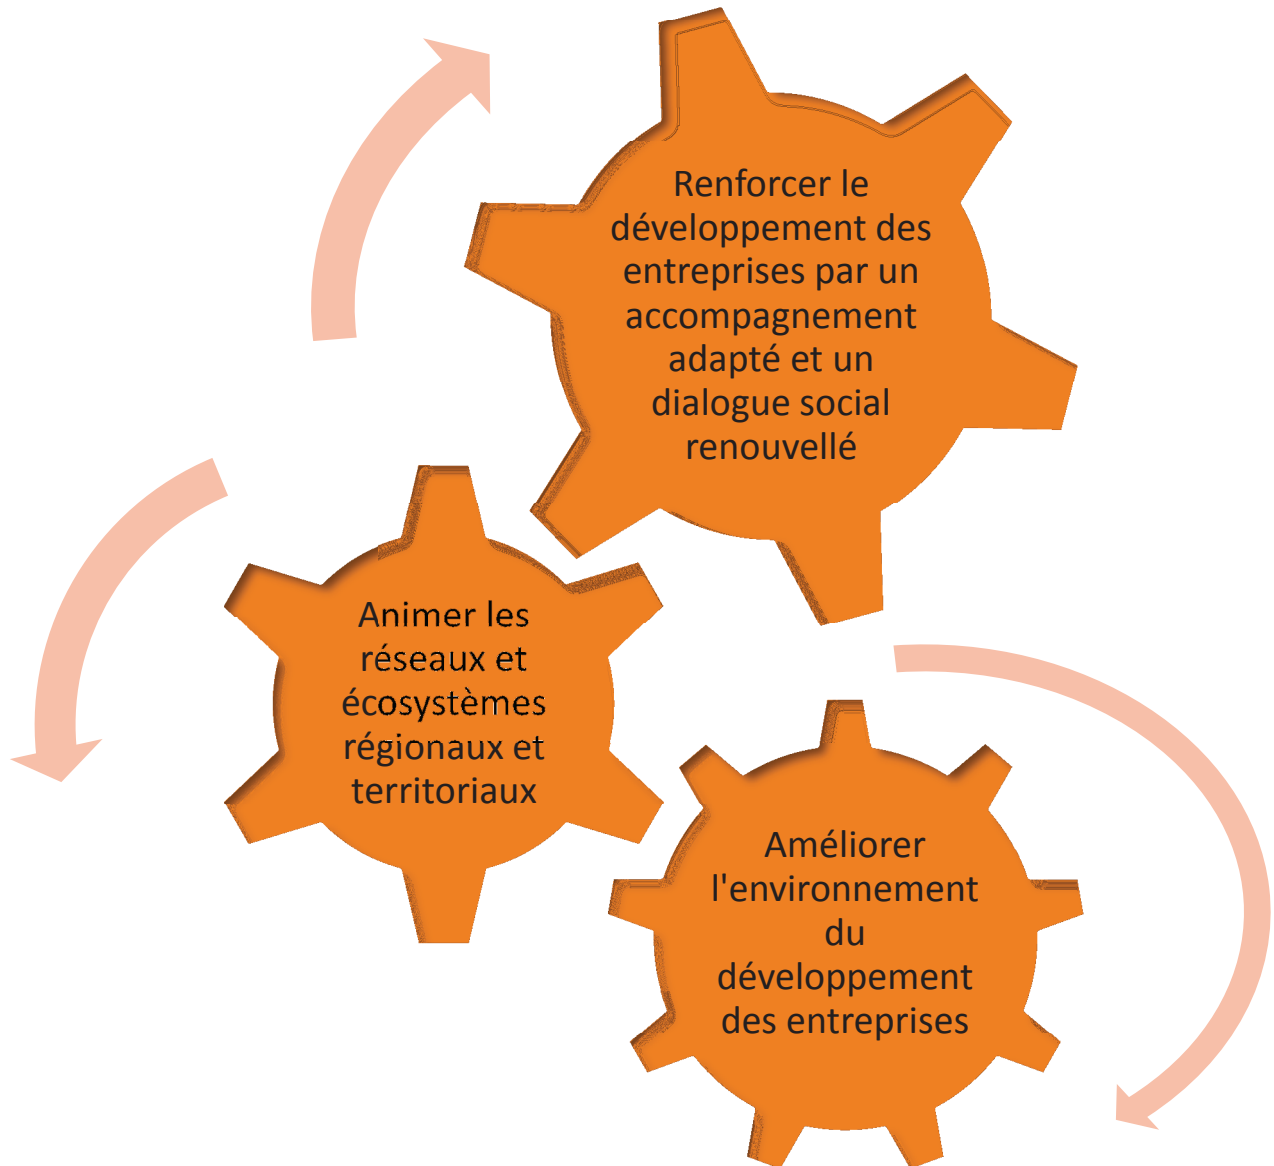 Renforcer le
développement des
entreprises par un
accompagnement
adapté et un
dialogue social
renouvellé
Animer les
réseaux et
écosystèmes
régionaux et
territoriaux
Améliorer
l'environnement
du
développement
des entreprises